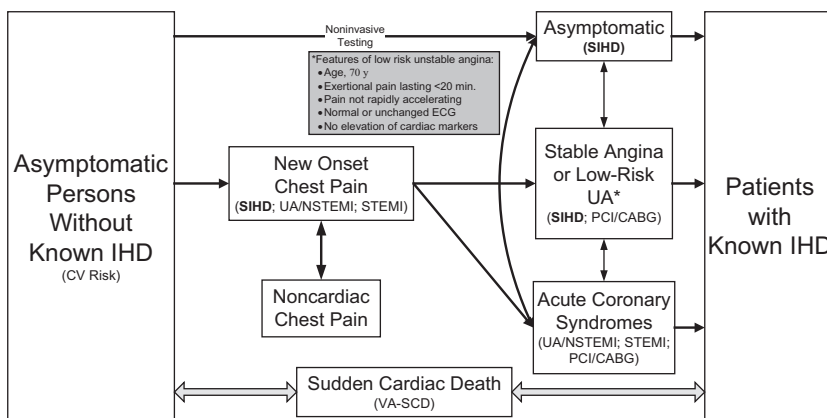 Asymptomatic
Persons
Without
Known IHD
(CV Risk)
Noninvasive
Testing
*Features of low risk unstable angina:
•Age, 70 y
•Exertional pain lasting <20 min.
•Pain not rapidly accelerating
•Normal or unchanged ECG
•No elevation of cardiac markers
New Onset
Chest Pain
(SIHD; UA/NSTEMI; STEMI)
Noncardiac
Chest Pain
Asymptomatic
(SIHD)
Stable Angina
or Low-Risk
UA*
(SIHD; PCI/CABG)
Acute Coronary
Syndromes
(UA/NSTEMI; STEMI;
PCI/CABG)
Sudden Cardiac Death
(VA-SCD)
Patients
with
Known IHD